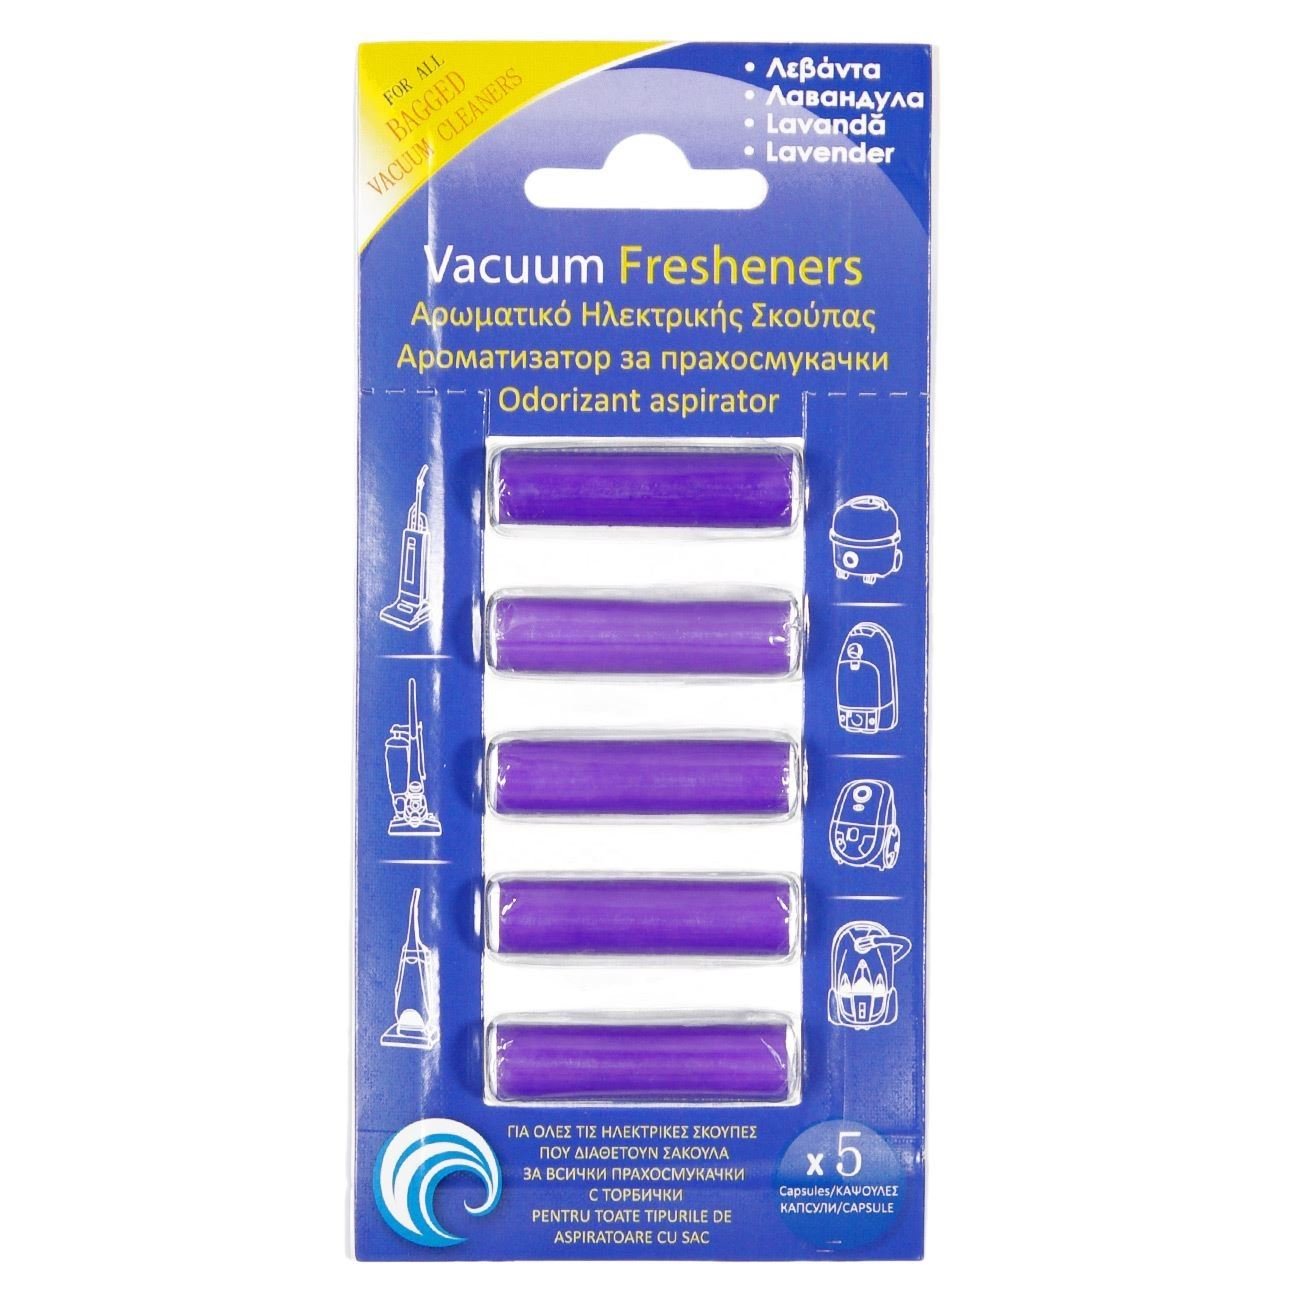 FOR ALL
BAGGED
VACUUM CLEANERS
• Λεβάντα
• Лавандула
• Lavandă
• Lavender
Vacuum Fresheners
Αρωματικό Ηλεκτρικής Σκούπας
Ароматизатор за прахосмукачки
Odorizant aspirator
ΓΙΑ ΟΛΕΣ ΤΙΣ ΗΛΕΚΤΡΙΚΕΣ ΣΚΟΥΠΕΣ
ΠΟΥ ΔΙΑΘΕΤΟΥΝ ΣΑΚΟΥΛΑ
ЗА ВСИЧКИ ПРАХОСМУКАЧКИ
С ТОРБИЧКИ
PENTRU TOATE TIPURILE DE
ASPIRATOARE CU SAC
x 5
Capsules/ΚΑΨΟΥΛΕΣ
КАПСУЛИ/CAPSULE